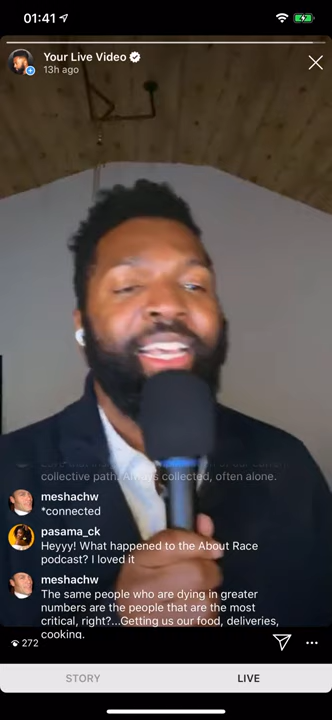 01:41
Your Live Video
13h ago
collective path. Always collected, often alone.
meshachw
*connected
pasama_ck
Heyyy! What happened to the About Race
podcast? I loved it
meshachw
The same people who are dying in greater
numbers are the people that are the most
critical, right?...Getting us our food, deliveries,
cooking.
272
STORY
LIVE